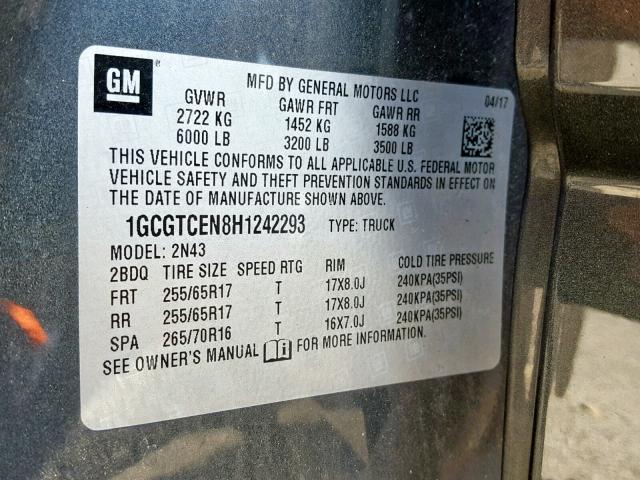 GM
MFD BY GENERAL MOTORS LLC
GVWR GAWR FRT GAWR RR 04/17
2722 KG 1452 KG 1588 KG
6000 LB 3200 LB 3500 LB
THIS VEHICLE CONFORMS TO ALL APPLICABLE U.S. FEDERAL MOTOR
VEHICLE SAFETY AND THEFT PREVENTION STANDARDS IN EFFECT ON
THE DATE OF MANUFACTURE SHOWN ABOVE.
1GCGTCEN8H1242293 TYPE: TRUCK
MODEL: 2N43
2BDQ TIRE SIZE SPEED RTG RIM COLD TIRE PRESSURE
FRT 255/65R17 T 17X8.0J 240KPA(35PSI)
RR 255/65R17 T 17X8.0J 240KPA(35PSI)
SPA 265/70R16 T 16X7.0J 240KPA(35PSI)
SEE OWNER'S MANUAL i FOR MORE INFORMATION.